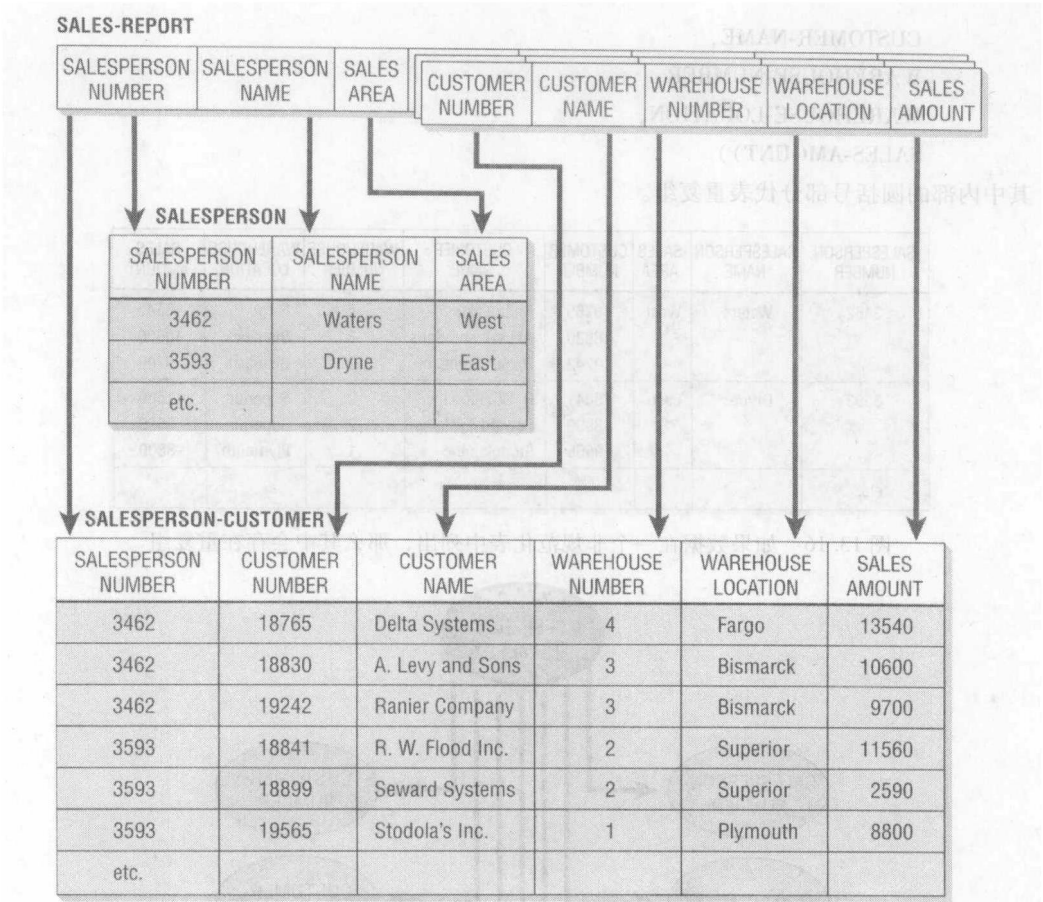 SALES-REPORT
SALESPERSON NUMBER SALESPERSON NAME SALES AREA CUSTOMER NUMBER CUSTOMER NAME WAREHOUSE NUMBER WAREHOUSE LOCATION SALES AMOUNT
SALESPERSON
SALESPERSON NUMBER SALESPERSON NAME SALES AREA
3462 Waters West
3593 Dryne East
etc.
SALESPERSON-CUSTOMER
SALESPERSON NUMBER CUSTOMER NUMBER CUSTOMER NAME WAREHOUSE NUMBER WAREHOUSE LOCATION SALES AMOUNT
3462 18765 Delta Systems 4 Fargo 13540
3462 18830 A. Levy and Sons 3 Bismarck 10600
3462 19242 Ranier Company 3 Bismarck 9700
3593 18841 R. W. Flood Inc. 2 Superior 11560
3593 18899 Seward Systems 2 Superior 2590
3593 19565 Stodola's Inc. 1 Plymouth 8800
etc.